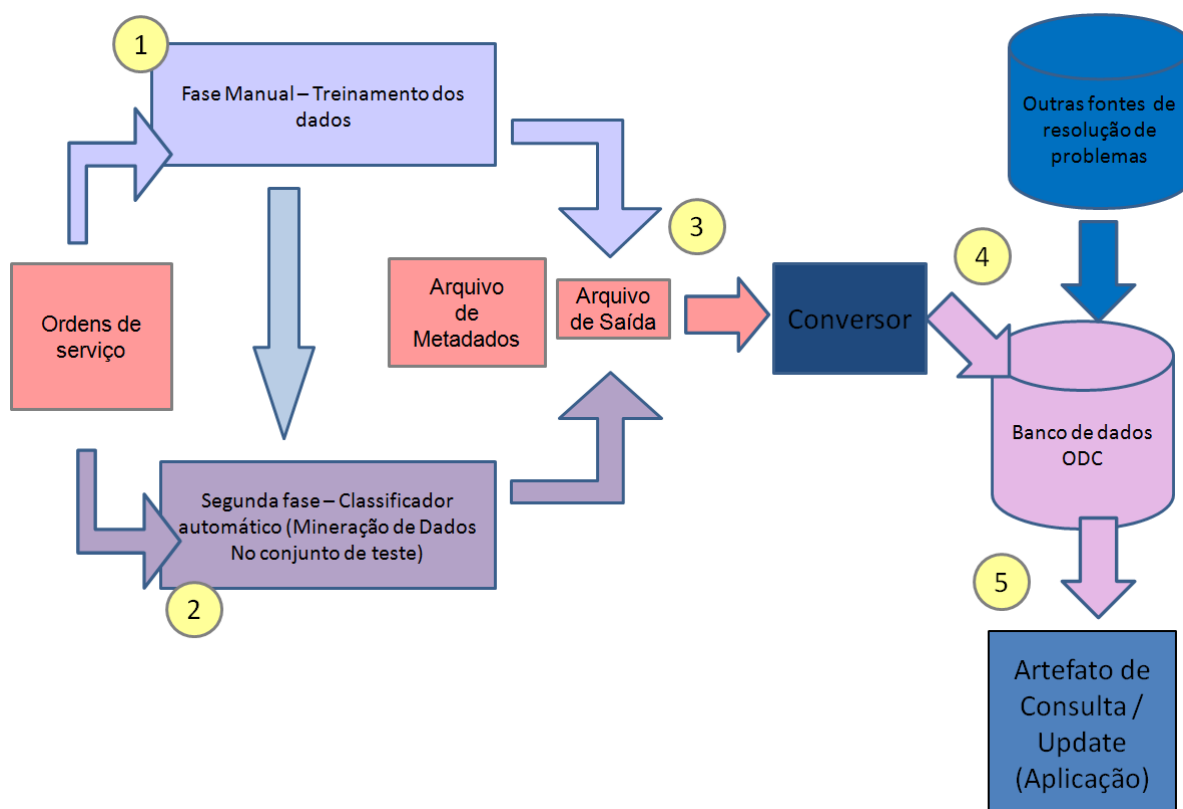 1
Fase Manual – Treinamento dos
dados
Outras fontes de
resolução de
problemas
3
4
Ordens de
serviço
Arquivo
de
Metadados
Arquivo
de Saída
Conversor
Banco de dados
ODC
Segunda fase – Classificador
automático (Mineração de Dados
No conjunto de teste)
2
5
Artefato de
Consulta /
Update
(Aplicação)